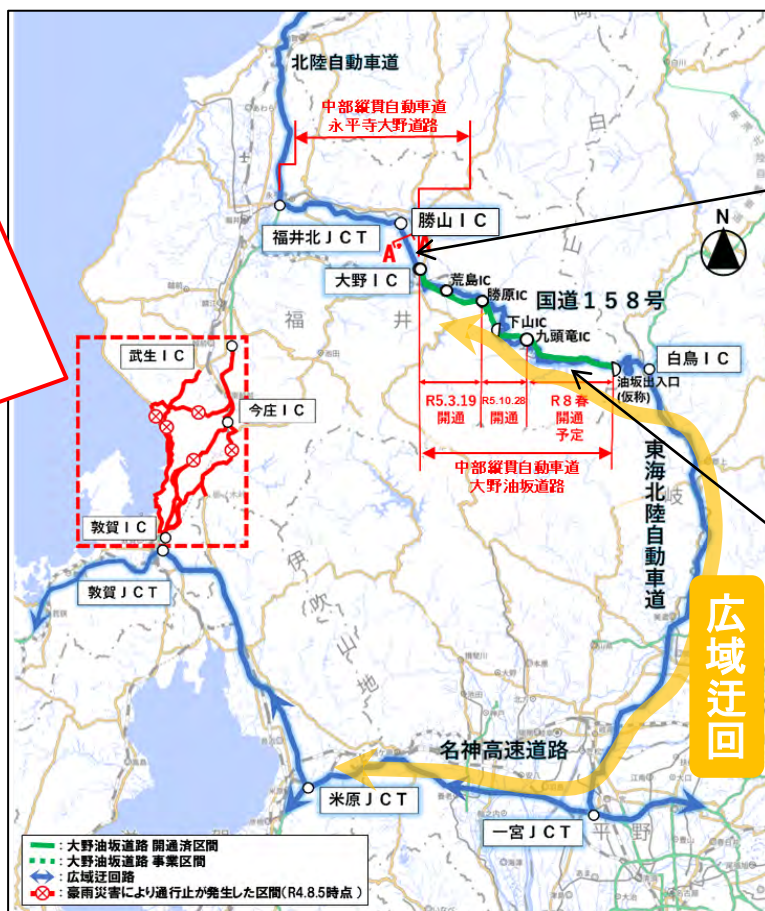 北陸自動車道
中部縦貫自動車道
永平寺大野道路
福井北JCT
勝山IC
A'
A
大野IC
荒島IC
勝原IC
下山IC
九頭竜IC
国道158号
N
白山
福井
白鳥IC
油坂出入口
(仮称)
R5.3.19
開通
R5.10.28
開通
R8春
開通
予定
中部縦貫自動車道
大野油坂道路
武生IC
今庄IC
敦賀IC
敦賀JCT
東海北陸自動車道
岐
伊吹山地
広域迂回
名神高速道路
米原JCT
一宮JCT
平野
:大野油坂道路 開通済区間
:大野油坂道路 事業区間
:広域迂回路
:豪雨災害により通行止が発生した区間(R4.8.5時点)